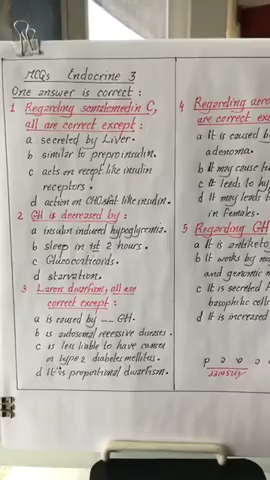 MCQs Endocrine 3
One answer is correct :
1 Regarding somtomedin C,
all are correct except :
a secreted by Liver.
b similar to preproinsulin.
c acts on recept like insulin
receptors .
d action on CHO & fat like insulin.
2 GH is decreased by :
a insulin induced hypoglycemia.
b sleep in 1st 2 hours .
c Glucocorticords.
d starvation.
3 Larons dwarfism, all are
correct except :
a is caused by __ GH.
b is autosomal recessive diseases.
c is less liable to have cancer
or type 2 diabetes mellitus.
d It's proportional dwarfism.
4 Regarding acro
are correct ex
a It is caused b
adenoma.
b It may cause
c It leads to hy
d It may leads t
in females.
5 Regarding GH
a It is antiketo
b It works by
and genomic
c It is secreted
basophilic cell
d It is increased
answer
d c a c